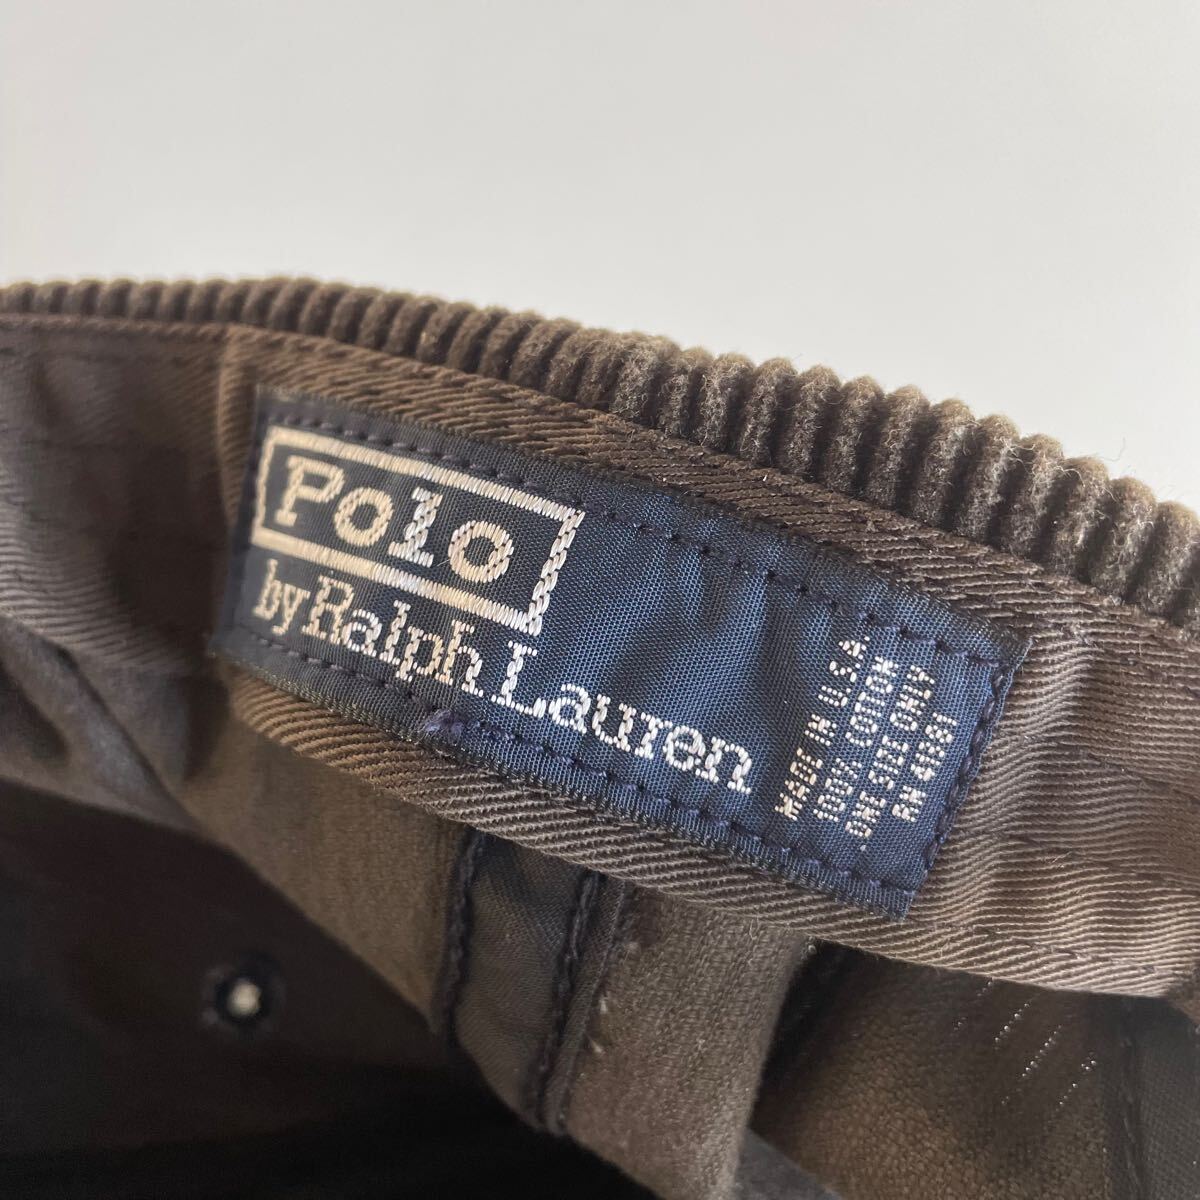 Polo
by Ralph Lauren
MADE IN U.S.A.
100% COTTON
ONE SIZE ONLY
RN 41381